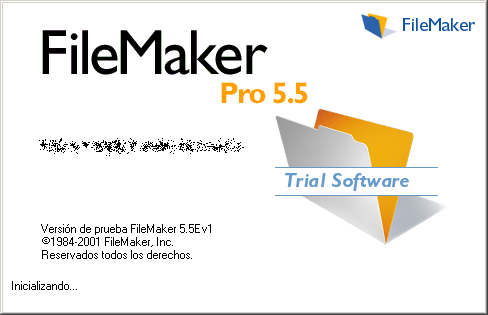 FileMaker
FileMaker
Pro 5.5
Trial Software
Versión de prueba FileMaker 5.5Ev1
©1984-2001 FileMaker, Inc.
Reservados todos los derechos.
Inicializando...